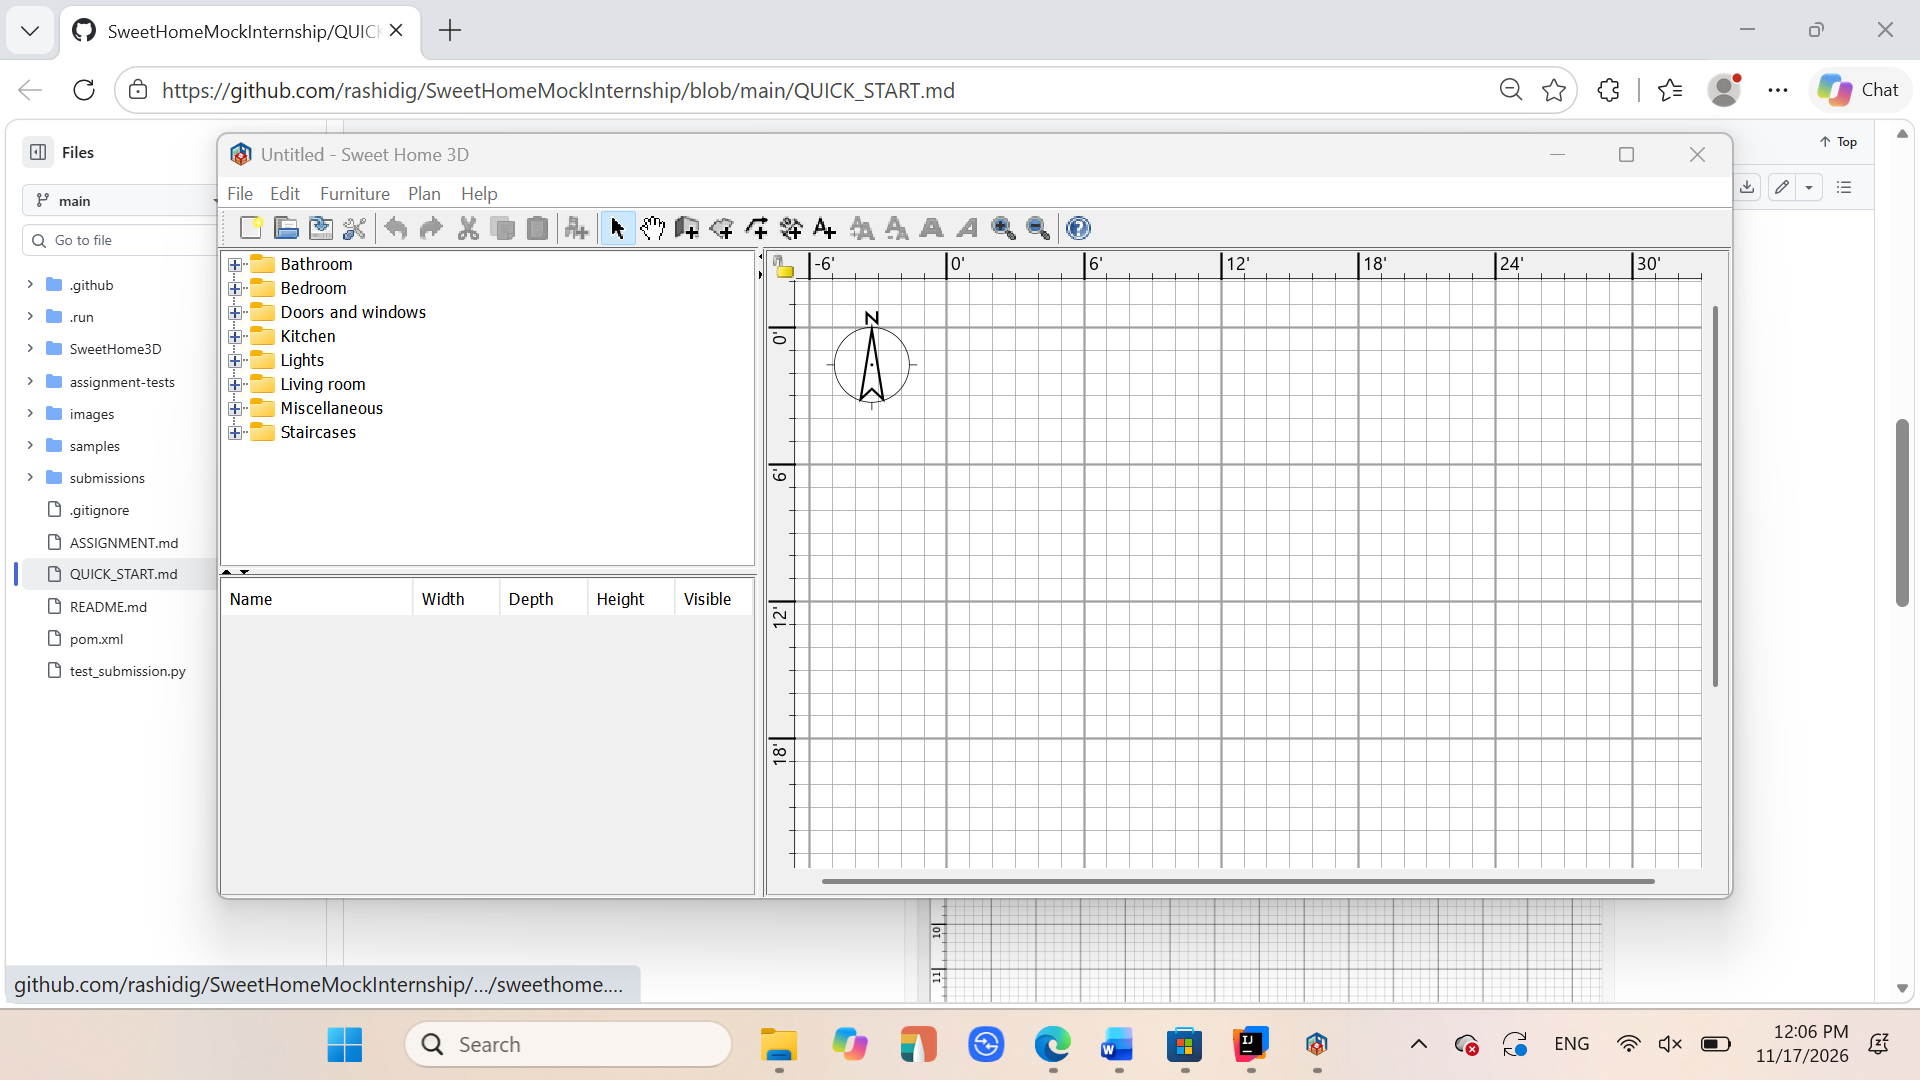 SweetHomeMockInternship/QUIC
https://github.com/rashidig/SweetHomeMockInternship/blob/main/QUICK_START.md
Chat
Files
Top
main
Go to file
.github
.run
SweetHome3D
assignment-tests
images
samples
submissions
.gitignore
ASSIGNMENT.md
QUICK_START.md
README.md
pom.xml
test_submission.py
Untitled - Sweet Home 3D
File Edit Furniture Plan Help
Bathroom
Bedroom
Doors and windows
Kitchen
Lights
Living room
Miscellaneous
Staircases
Name Width Depth Height Visible
-6' 0' 6' 12' 18' 24' 30'
N
0'
6'
12'
18'
10
11
github.com/rashidig/SweetHomeMockInternship/.../sweethome....
Search
ENG
12:06 PM
11/17/2026